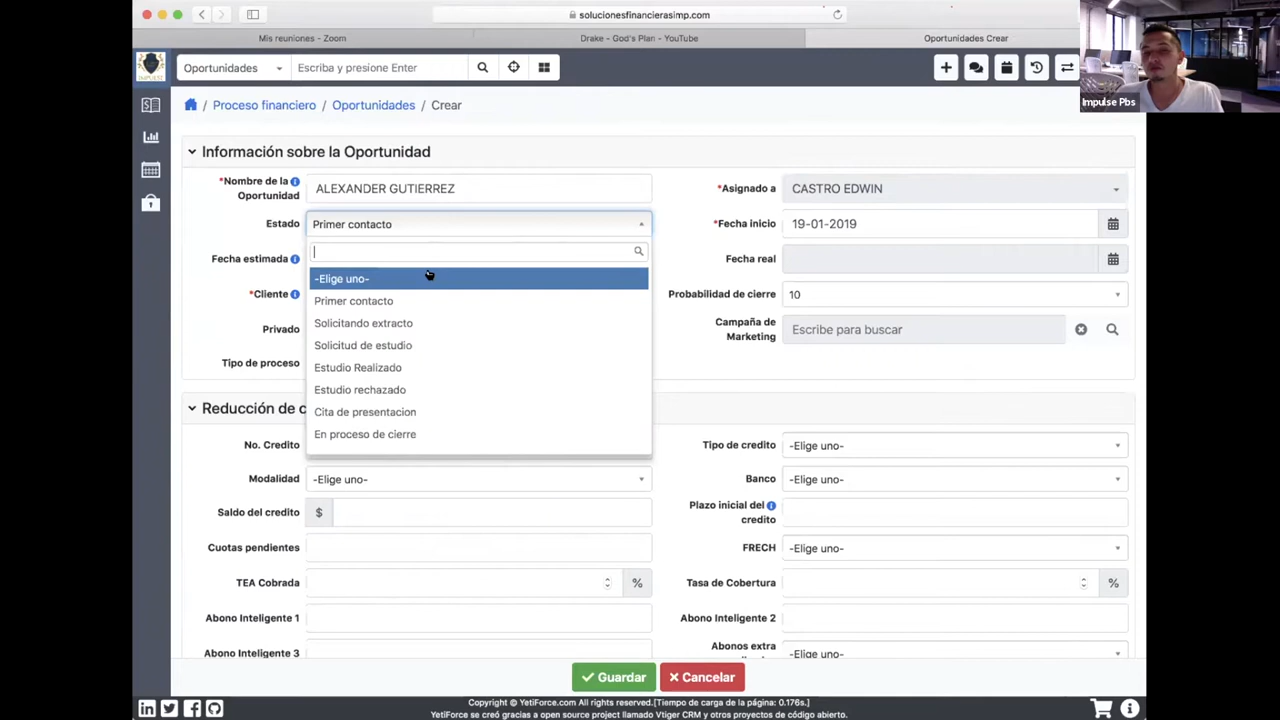 solucionesfinancierasimp.com
Mis reuniones - Zoom
Drake - God's Plan - YouTube
Oportunidades Crear
IMPULSE
Oportunidades
Escriba y presione Enter
Impulse Pbs
/ Proceso financiero / Oportunidades / Crear
Información sobre la Oportunidad
*Nombre de la Oportunidad
ALEXANDER GUTIERREZ
*Asignado a
CASTRO EDWIN
Estado
Primer contacto
*Fecha inicio
19-01-2019
Fecha estimada
Fecha real
-Elige uno-
*Cliente
Primer contacto
Probabilidad de cierre
10
Privado
Solicitando extracto
Campaña de Marketing
Escribe para buscar
Solicitud de estudio
Tipo de proceso
Estudio Realizado
Estudio rechazado
Reducción de c
Cita de presentacion
En proceso de cierre
No. Credito
Tipo de credito
-Elige uno-
Modalidad
-Elige uno-
Banco
-Elige uno-
Saldo del credito
$
Plazo inicial del credito
Cuotas pendientes
FRECH
-Elige uno-
TEA Cobrada
%
Tasa de Cobertura
%
Abono Inteligente 1
Abono Inteligente 2
Abono Inteligente 3
Abonos extra
-Elige uno-
Guardar
Cancelar
Copyright © YetiForce.com All rights reserved.[Tiempo de carga de la página: 0.176s.]
YetiForce se creó gracias a open source project llamado Vtiger CRM y otros proyectos de código abierto.